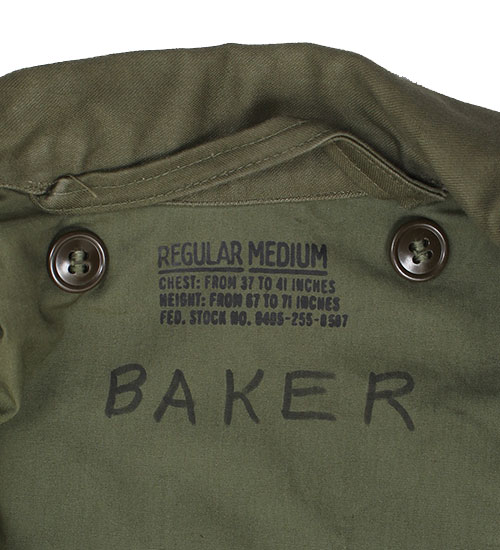 REGULAR MEDIUM
CHEST: FROM 37 TO 41 INCHES
HEIGHT: FROM 67 TO 71 INCHES
FED. STOCK NO. 8405-255-8587
BAKER